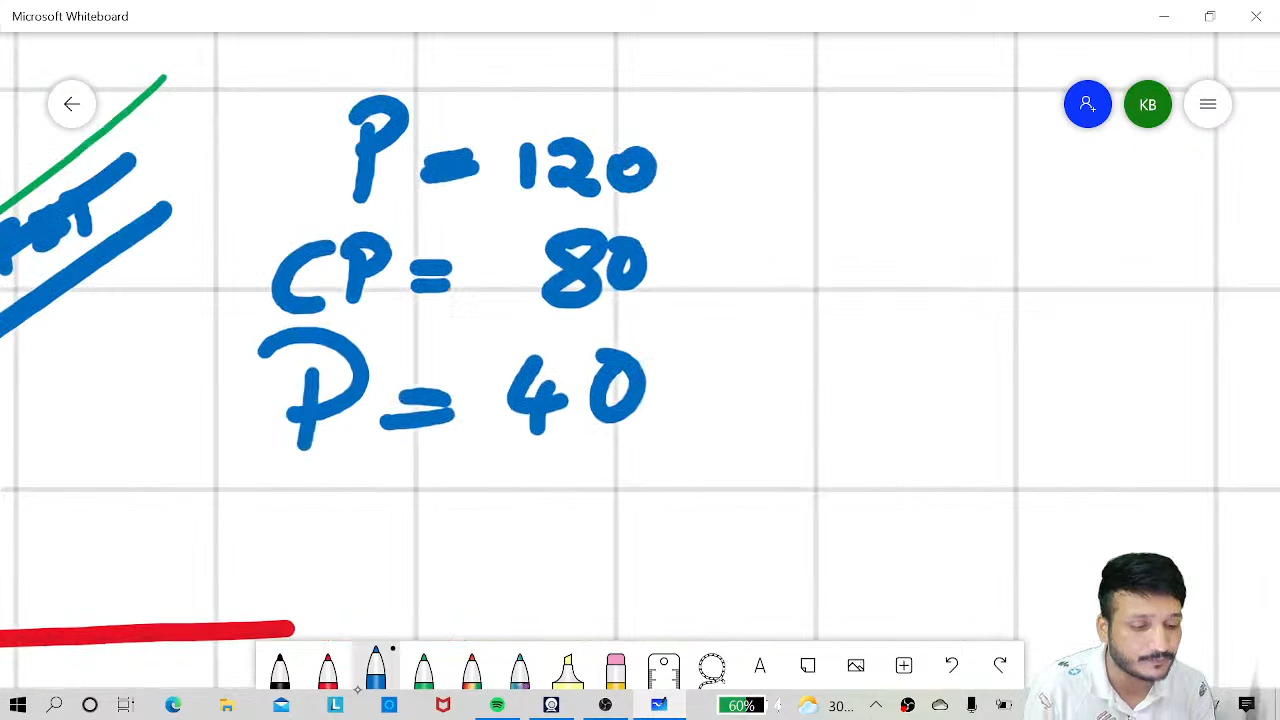 Microsoft Whiteboard
KB
P = 120
CP = 80
P = 40
A
60%
30...